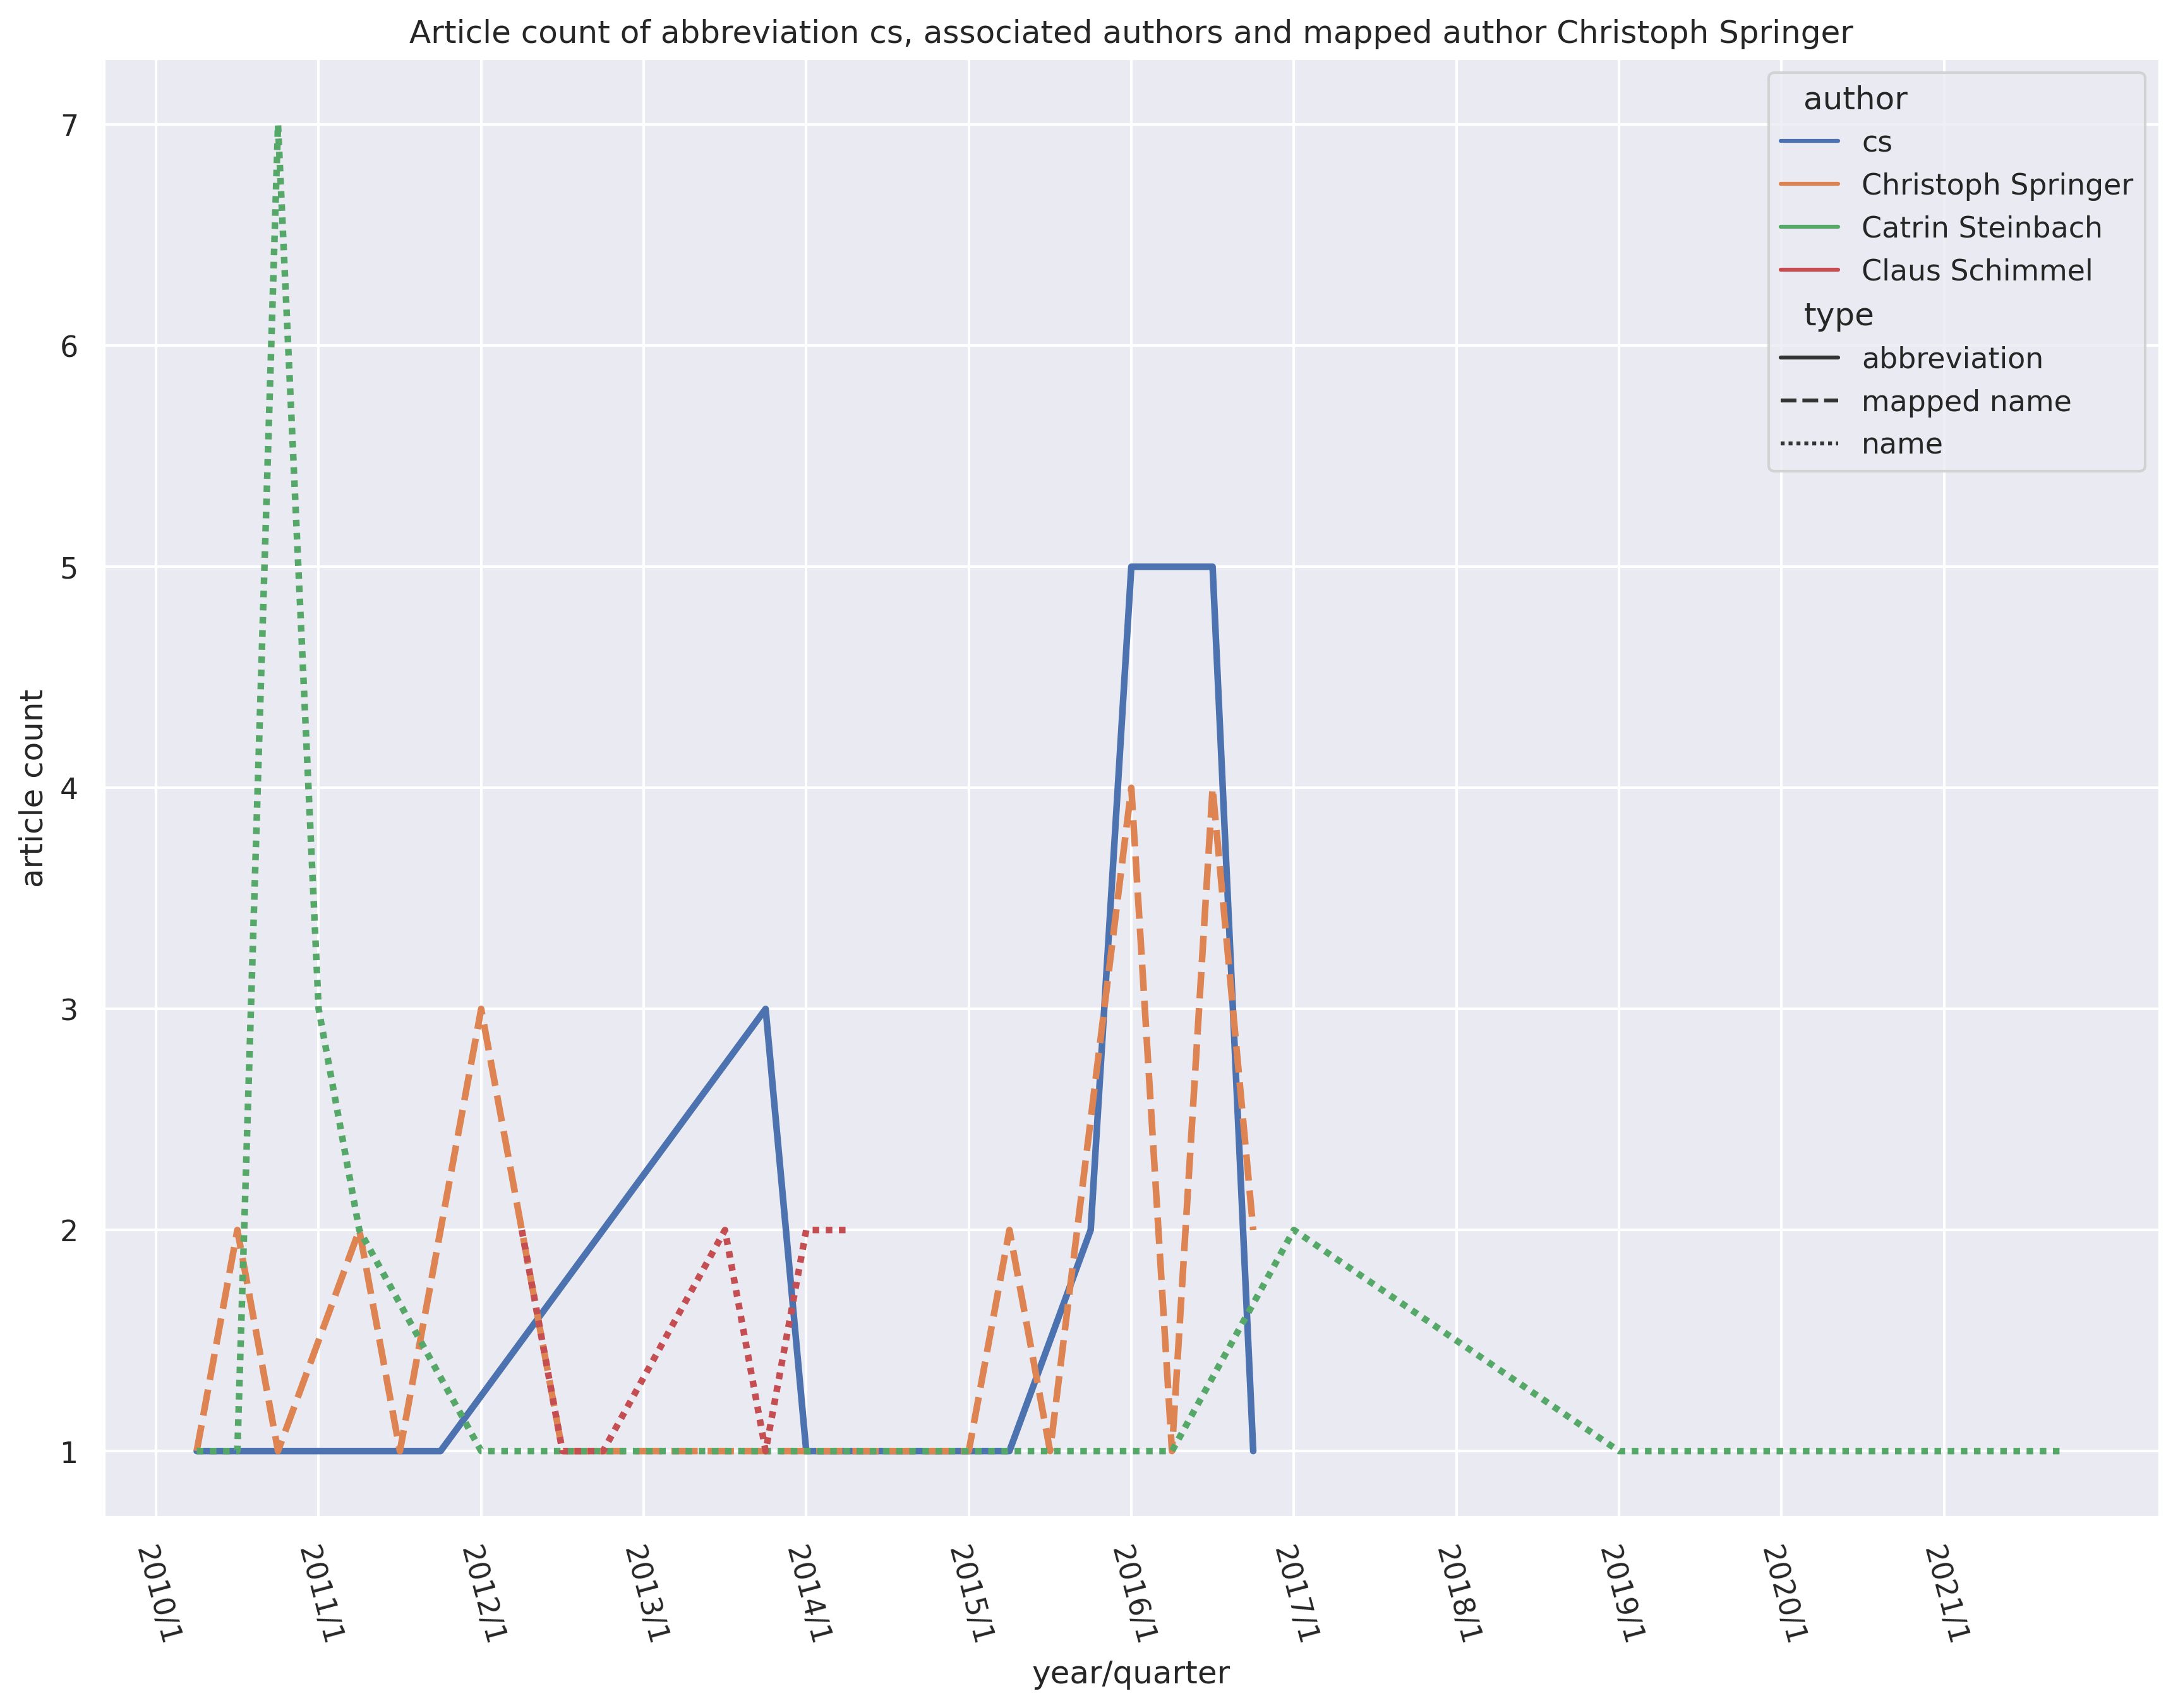 Article count of abbreviation cs, associated authors and mapped author Christoph Springer
author
cs
Christoph Springer
Catrin Steinbach
Claus Schimmel
type
abbreviation
mapped name
name
article count
7
6
5
4
3
2
1
2010/1
2011/1
2012/1
2013/1
2014/1
2015/1
2016/1
2017/1
2018/1
2019/1
2020/1
2021/1
year/quarter